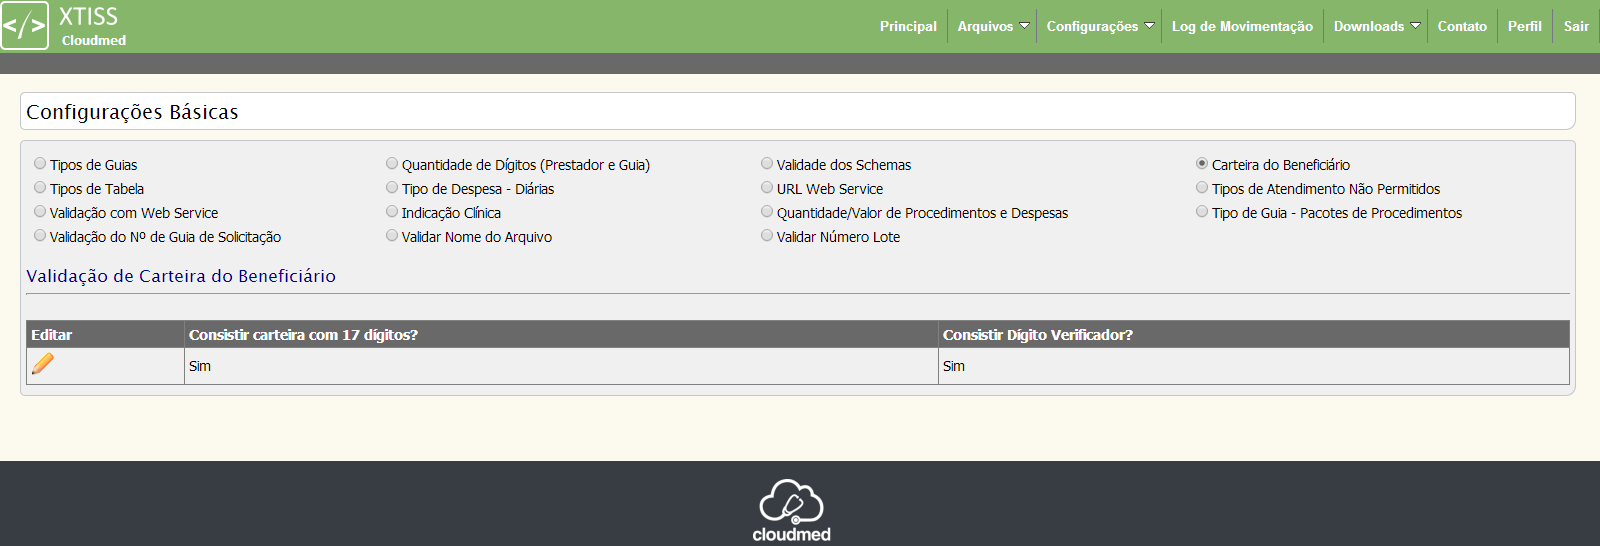 </> XTISS
Cloudmed
Principal Arquivos Configurações Log de Movimentação Downloads Contato Perfil Sair
Configurações Básicas
Tipos de Guias Quantidade de Dígitos (Prestador e Guia) Validade dos Schemas Carteira do Beneficiário
Tipos de Tabela Tipo de Despesa - Diárias URL Web Service Tipos de Atendimento Não Permitidos
Validação com Web Service Indicação Clínica Quantidade/Valor de Procedimentos e Despesas Tipo de Guia - Pacotes de Procedimentos
Validação do Nº de Guia de Solicitação Validar Nome do Arquivo Validar Número Lote
Validação de Carteira do Beneficiário
Editar Consistir carteira com 17 dígitos? Consistir Dígito Verificador?
Sim Sim
cloudmed